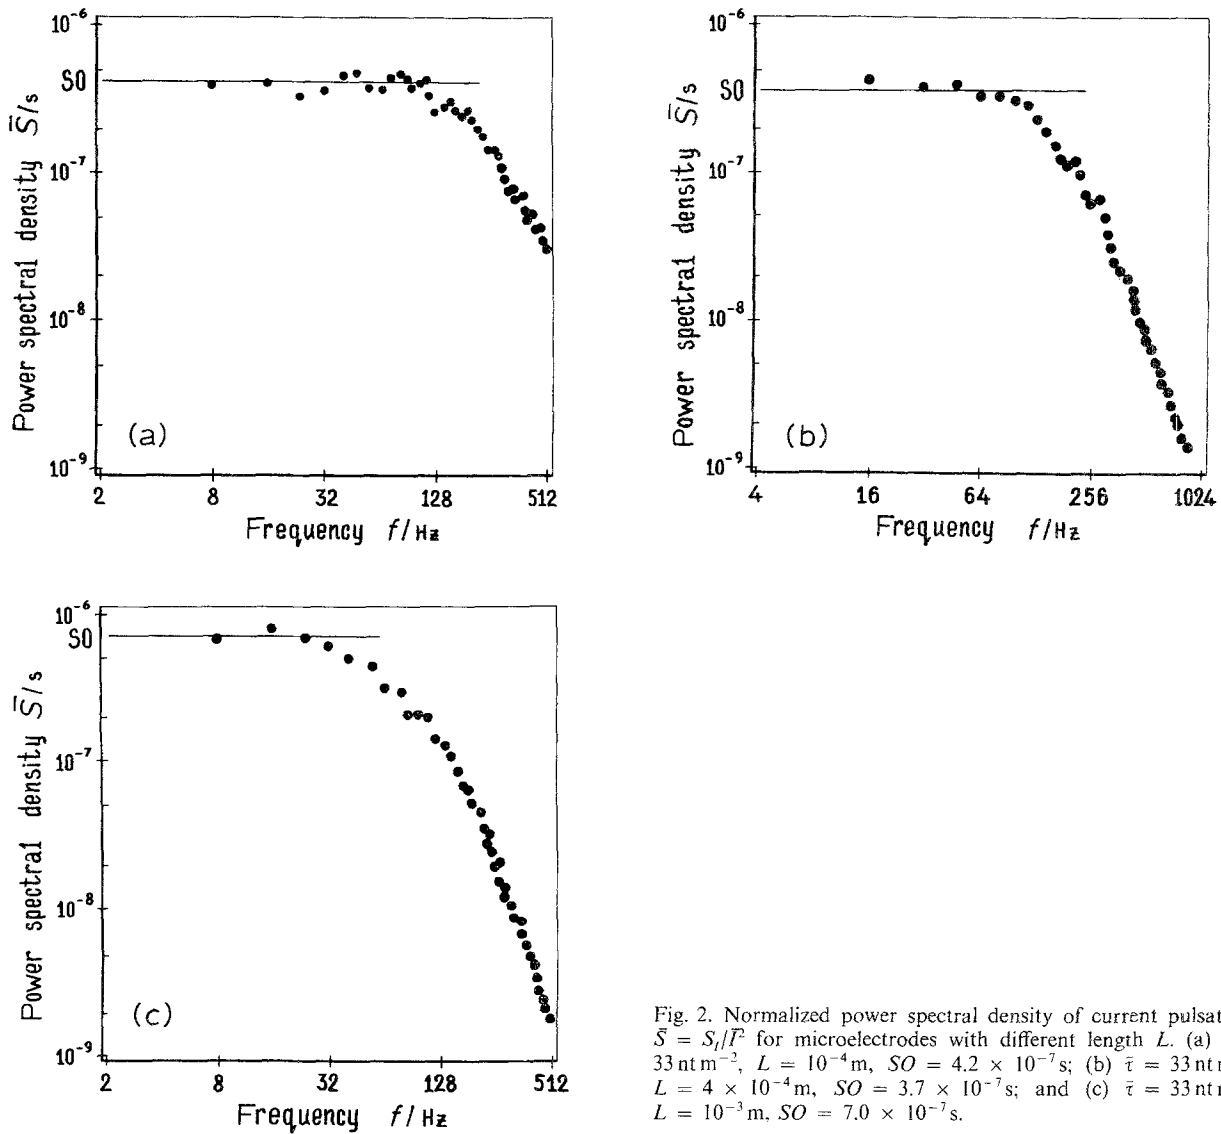 10⁻⁶
SO
10⁻⁷
10⁻⁸
10⁻⁹
Power spectral density S̄/s
(a)
2 8 32 128 512
Frequency f/Hz
10⁻⁶
SO
10⁻⁷
10⁻⁸
10⁻⁹
Power spectral density S̄/s
(b)
4 16 64 256 1024
Frequency f/Hz
10⁻⁶
SO
10⁻⁷
10⁻⁸
10⁻⁹
Power spectral density S̄/s
(c)
2 8 32 128 512
Frequency f/Hz
Fig. 2. Normalized power spectral density of current pulsat
S̄ = S_I/Ī² for microelectrodes with different length L. (a)
33 nt m⁻², L = 10⁻⁴ m, SO = 4.2 × 10⁻⁷ s; (b) τ̄ = 33 nt
L = 4 × 10⁻⁴ m, SO = 3.7 × 10⁻⁷ s; and (c) τ̄ = 33 nt
L = 10⁻³ m, SO = 7.0 × 10⁻⁷ s.